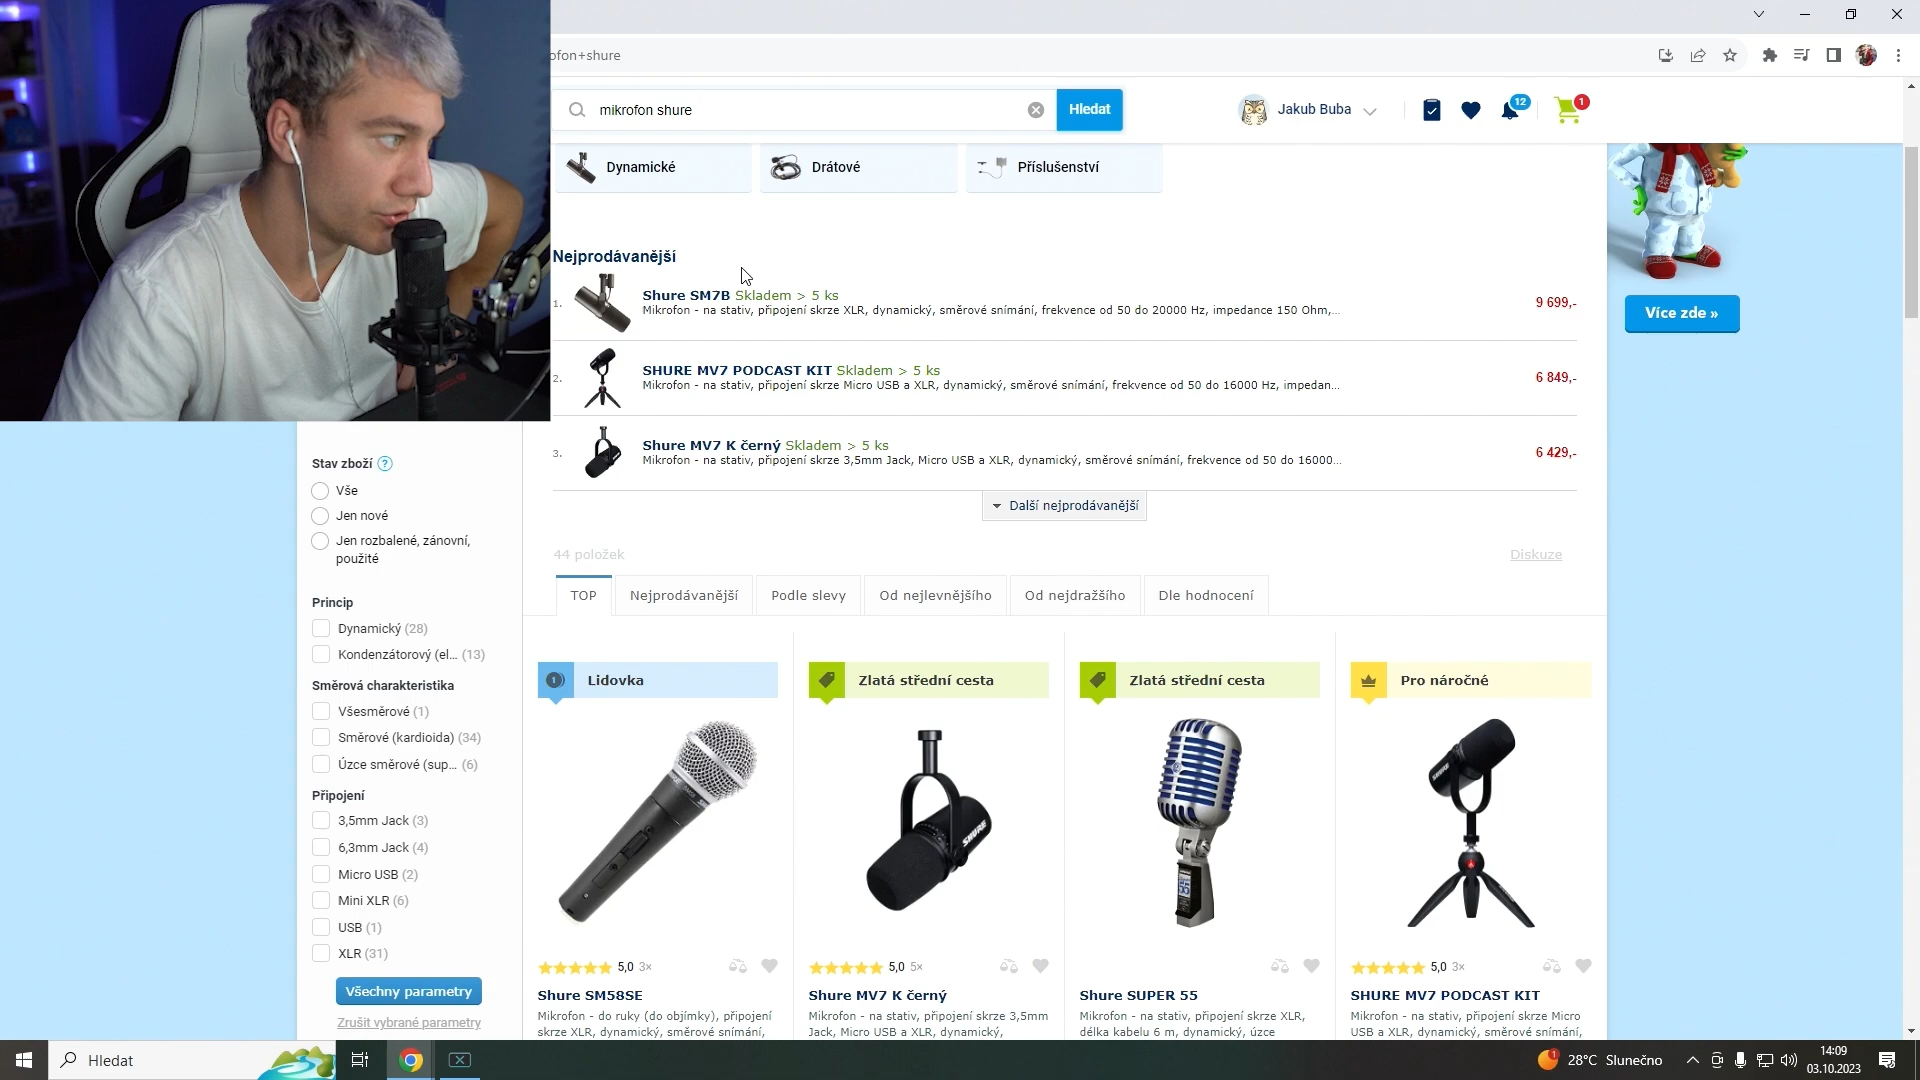 ofon+shure
mikrofon shure
Hledat
Jakub Buba
12
1
Dynamické
Drátové
Příslušenství
Nejprodávanější
1.
Shure SM7B Skladem > 5 ks
Mikrofon - na stativ, připojení skrze XLR, dynamický, směrové snímání, frekvence od 50 do 20000 Hz, impedance 150 Ohm,...
9 699,-
2.
SHURE MV7 PODCAST KIT Skladem > 5 ks
Mikrofon - na stativ, připojení skrze Micro USB a XLR, dynamický, směrové snímání, frekvence od 50 do 16000 Hz, impedan...
6 849,-
3.
Shure MV7 K černý Skladem > 5 ks
Mikrofon - na stativ, připojení skrze 3,5mm Jack, Micro USB a XLR, dynamický, směrové snímání, frekvence od 50 do 16000...
6 429,-
Další nejprodávanější
Více zde »
Stav zboží ?
Vše
Jen nové
Jen rozbalené, zánovní,
použité
Princip
Dynamický (28)
Kondenzátorový (el... (13)
Směrová charakteristika
Všesměrové (1)
Směrové (kardioida) (34)
Úzce směrové (sup... (6)
Připojení
3,5mm Jack (3)
6,3mm Jack (4)
Micro USB (2)
Mini XLR (6)
USB (1)
XLR (31)
Všechny parametry
Zrušit vybrané parametry
44 položek
Diskuze
TOP
Nejprodávanější
Podle slevy
Od nejlevnějšího
Od nejdražšího
Dle hodnocení
Lidovka
SHURE
5,0 3×
Shure SM58SE
Mikrofon - do ruky (do objímky), připojení
skrze XLR, dynamický, směrové snímání,
Zlatá střední cesta
5,0 5×
Shure MV7 K černý
Mikrofon - na stativ, připojení skrze 3,5mm
Jack, Micro USB a XLR, dynamický,
Zlatá střední cesta
55
Shure SUPER 55
Mikrofon - na stativ, připojení skrze XLR,
délka kabelu 6 m, dynamický, úzce
Pro náročné
SHURE
5,0 3×
SHURE MV7 PODCAST KIT
Mikrofon - na stativ, připojení skrze Micro
USB a XLR, dynamický, směrové snímání,
Hledat
1
28°C Slunečno
14:09
03.10.2023